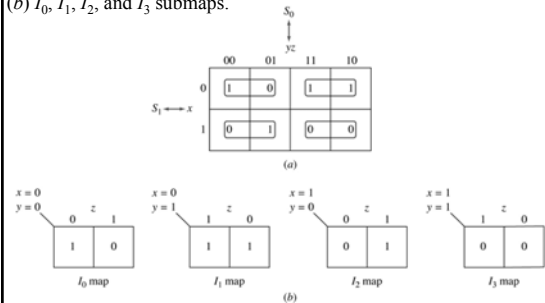 (b) I₀, I₁, I₂, and I₃ submaps.
S₀
yz
00 01 11 10
0 1 0 1 1
S₁ x
1 0 1 0 0
(a)
x = 0 x = 0 x = 1 x = 1
y = 0 z y = 1 z y = 0 z y = 1 z
0 1 1 0 0 1 1 0
1 0 1 1 0 1 0 0
I₀ map I₁ map I₂ map I₃ map
(b)